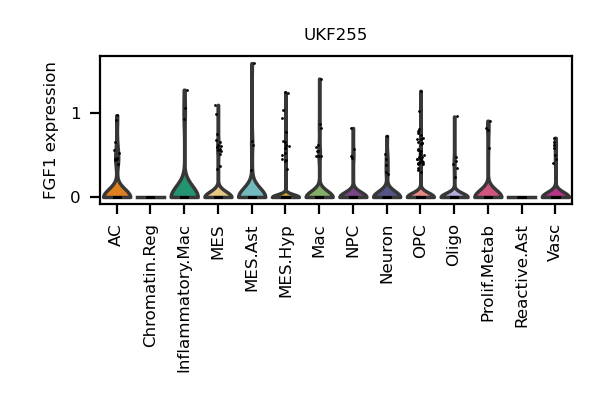 UKF255
FGF1 expression
1
0
AC
Chromatin.Reg
Inflammatory.Mac
MES
MES.Ast
MES.Hyp
Mac
NPC
Neuron
OPC
Oligo
Prolif.Metab
Reactive.Ast
Vasc